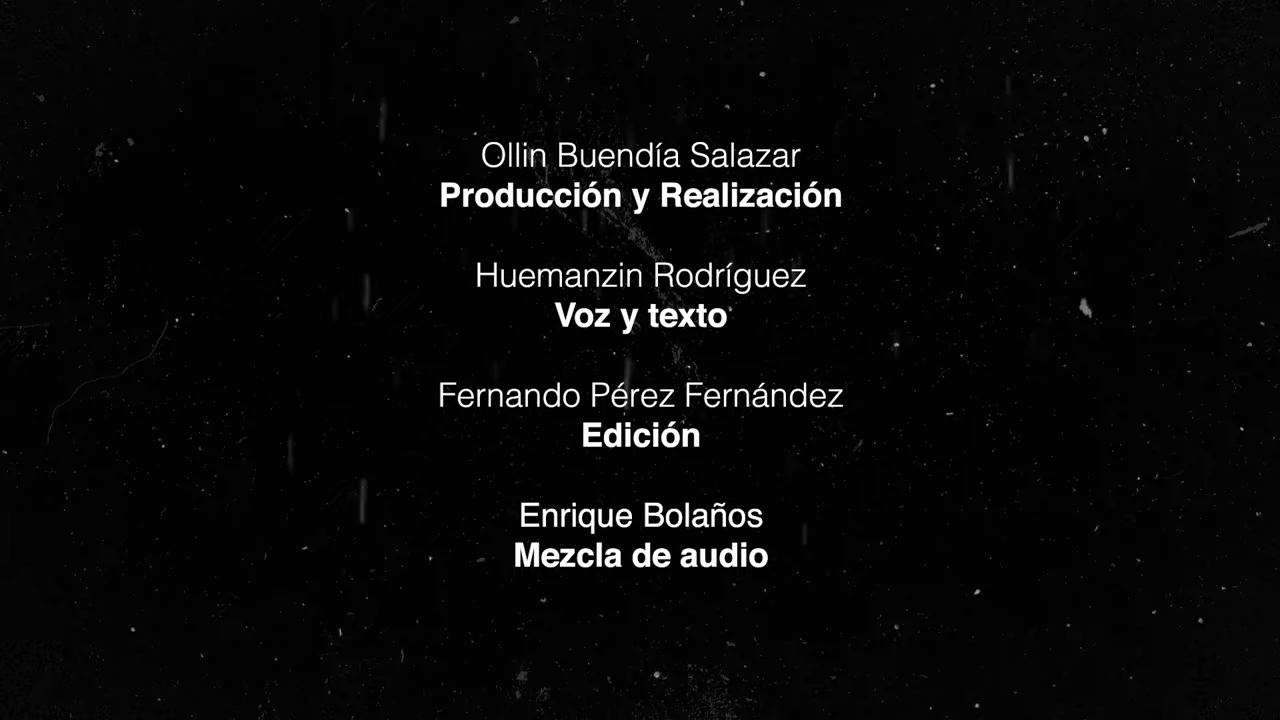 Ollin Buendía Salazar
Producción y Realización
Huemanzin Rodríguez
Voz y texto
Fernando Pérez Fernández
Edición
Enrique Bolaños
Mezcla de audio